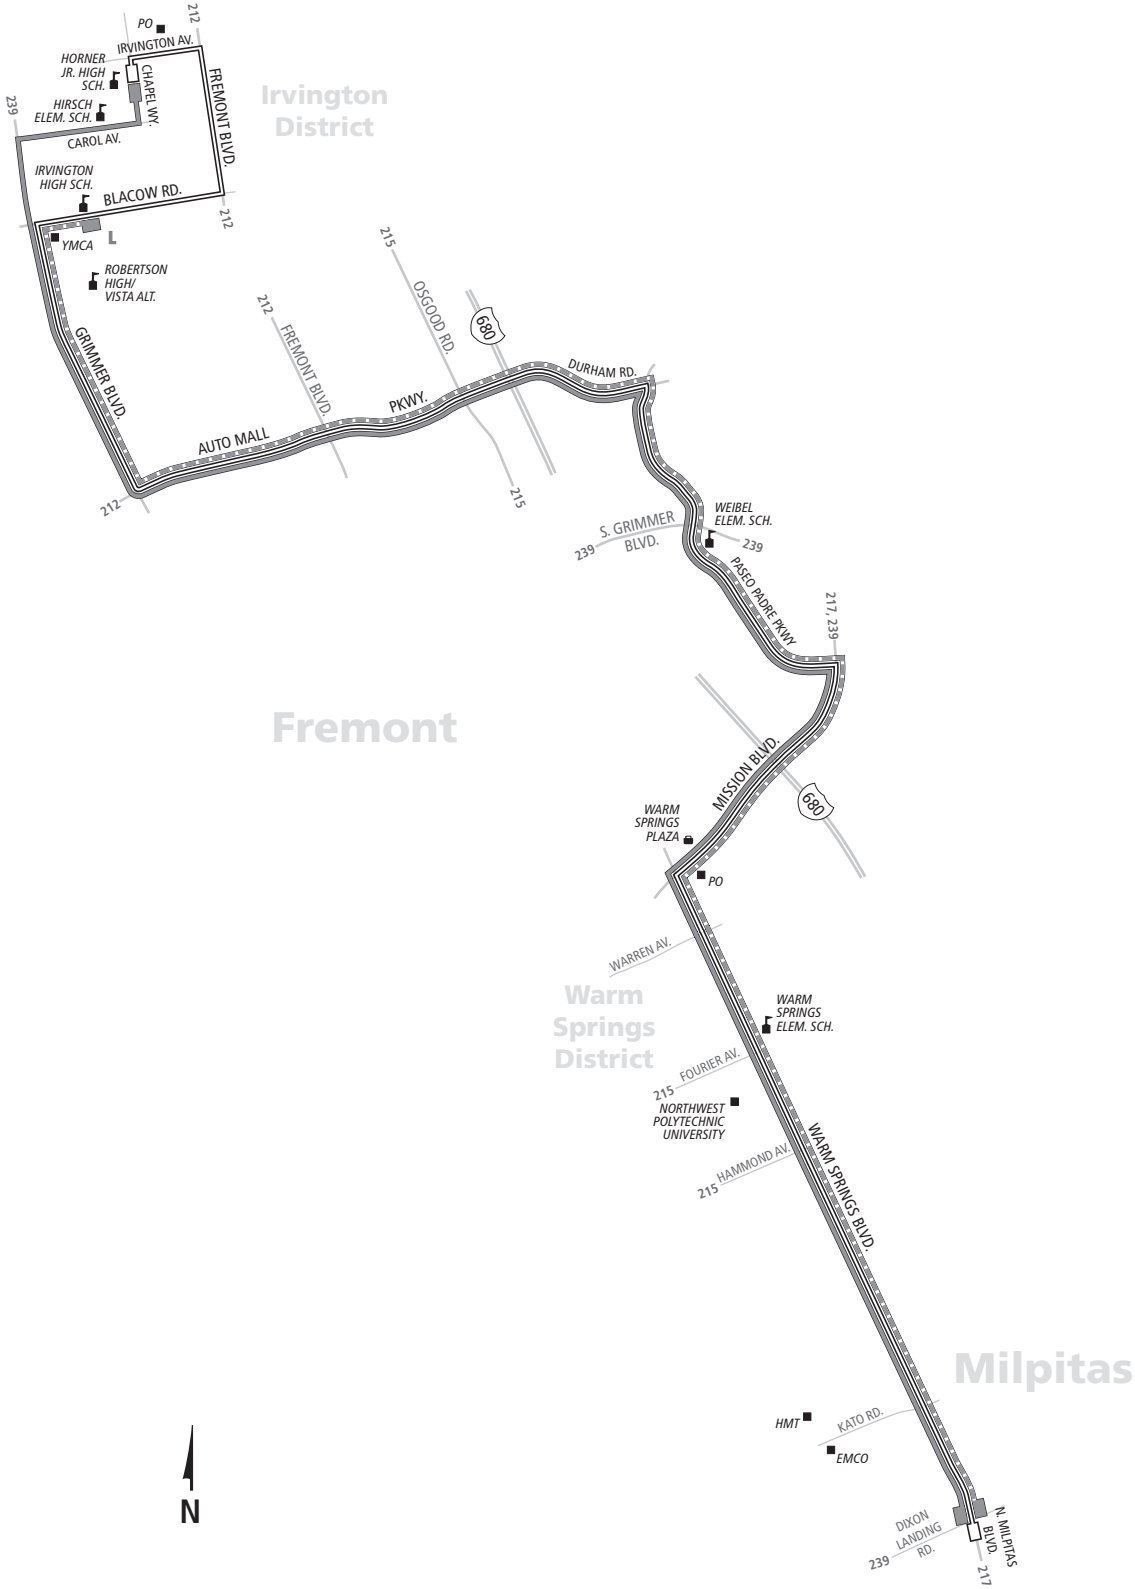 212
PO
IRVINGTON AV.
HORNER
JR. HIGH
SCH.
CHAPEL WY.
FREMONT BLVD.
Irvington
District
239
HIRSCH
ELEM. SCH.
CAROL AV.
IRVINGTON
HIGH SCH.
BLACOW RD.
212
YMCA
L
ROBERTSON
HIGH/
VISTA ALT.
215
OSGOOD RD.
680
212
FREMONT BLVD.
GRIMMER BLVD.
DURHAM RD.
PKWY.
AUTO MALL
212
215
WEIBEL
ELEM. SCH.
S. GRIMMER
BLVD.
239
239
PASEO PADRE PKWY
217, 239
Fremont
MISSION BLVD.
680
WARM
SPRINGS
PLAZA
PO
WARREN AV.
Warm
Springs
District
WARM
SPRINGS
ELEM. SCH.
FOURIER AV.
215
NORTHWEST
POLYTECHNIC
UNIVERSITY
HAMMOND AV.
215
WARM SPRINGS BLVD.
Milpitas
HMT
KATO RD.
EMCO
N
DIXON
LANDING
RD.
239
N. MILPITAS
BLVD.
217